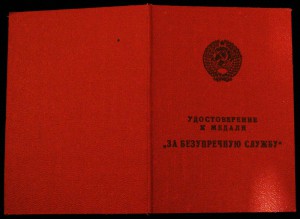 УДОСТОВЕРЕНИЕ
К МЕДАЛИ
„ЗА БЕЗУПРЕЧНУЮ СЛУЖБУ“